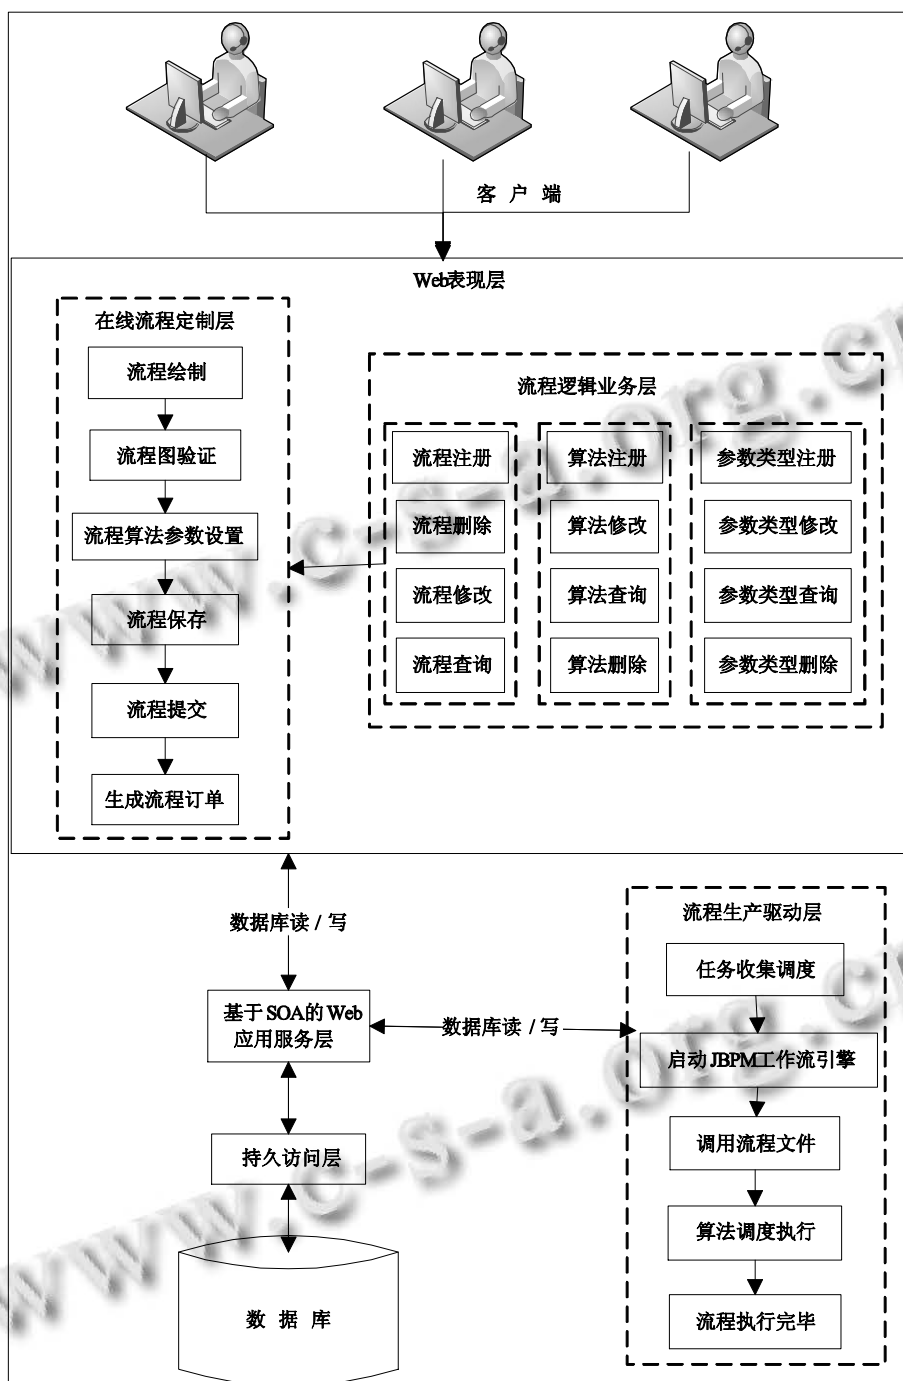 客 户 端
Web表现层
在线流程定制层
流程绘制
流程图验证
流程算法参数设置
流程保存
流程提交
生成流程订单
流程逻辑业务层
流程注册
流程删除
流程修改
流程查询
算法注册
算法修改
算法查询
算法删除
参数类型注册
参数类型修改
参数类型查询
参数类型删除
数据库读 / 写
基于 SOA的 Web
应用服务层
数据库读 / 写
持久访问层
数 据 库
流程生产驱动层
任务收集调度
启动 JBPM工作流引擎
调用流程文件
算法调度执行
流程执行完毕
www.c-s-a.org.cn
www.c-s-a.org.cn